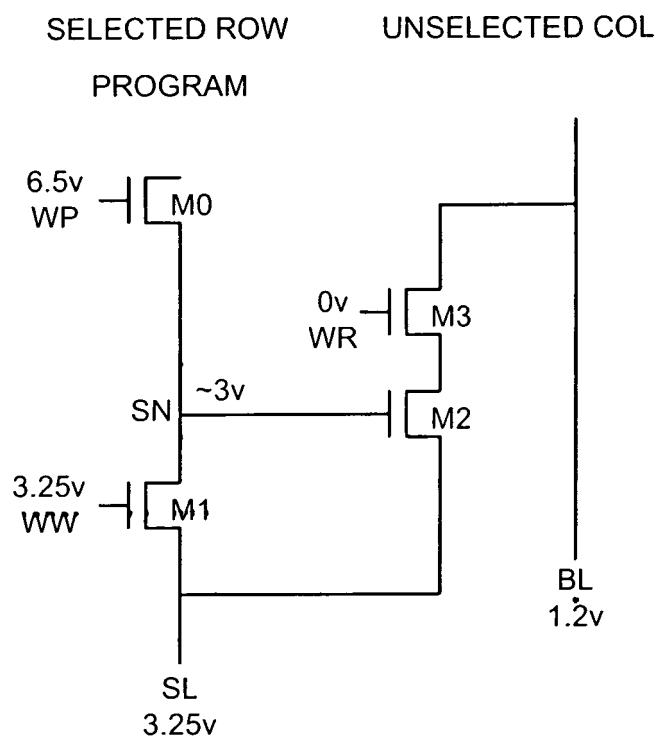 SELECTED ROW
UNSELECTED COL
PROGRAM
6.5v
WP
M0
0v
WR
M3
~3v
SN
M2
3.25v
WW
M1
BL
1.2v
SL
3.25v